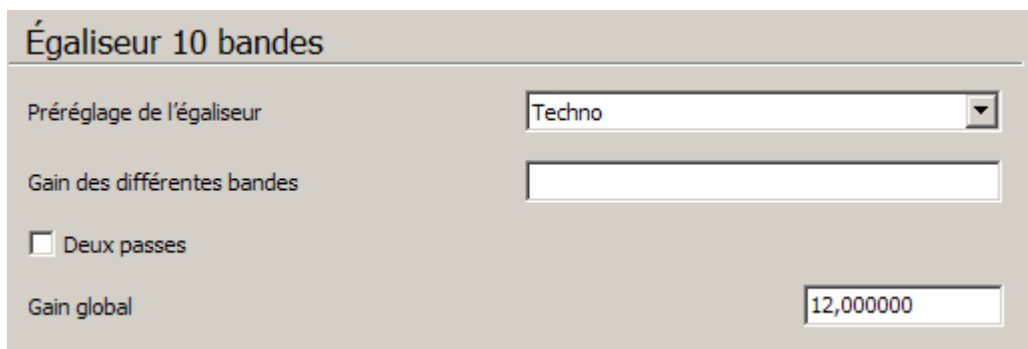 Égaliseur 10 bandes
Préréglage de l'égaliseur
Techno
Gain des différentes bandes
Deux passes
Gain global
12,000000